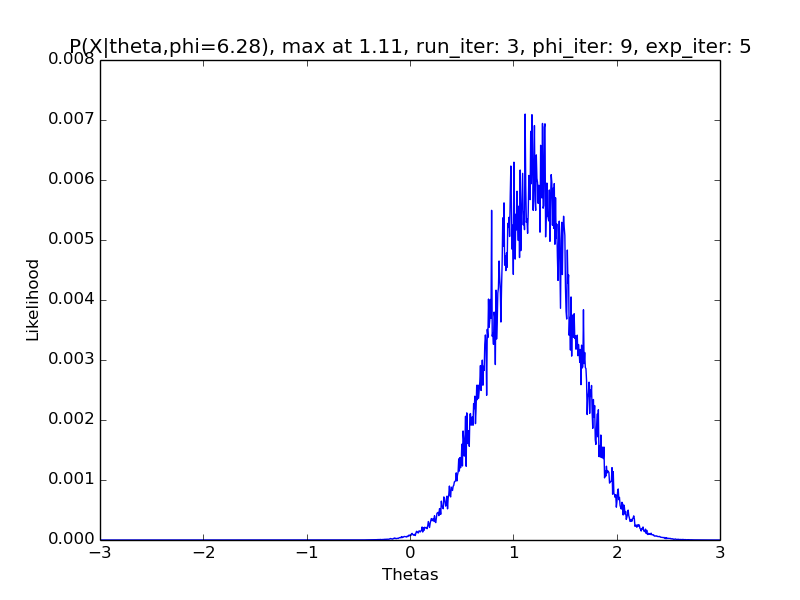 P(X|theta,phi=6.28), max at 1.11, run_iter: 3, phi_iter: 9, exp_iter: 5
0.008
0.007
0.006
0.005
0.004
0.003
0.002
0.001
0.000
Likelihood
−3 −2 −1 0 1 2 3
Thetas